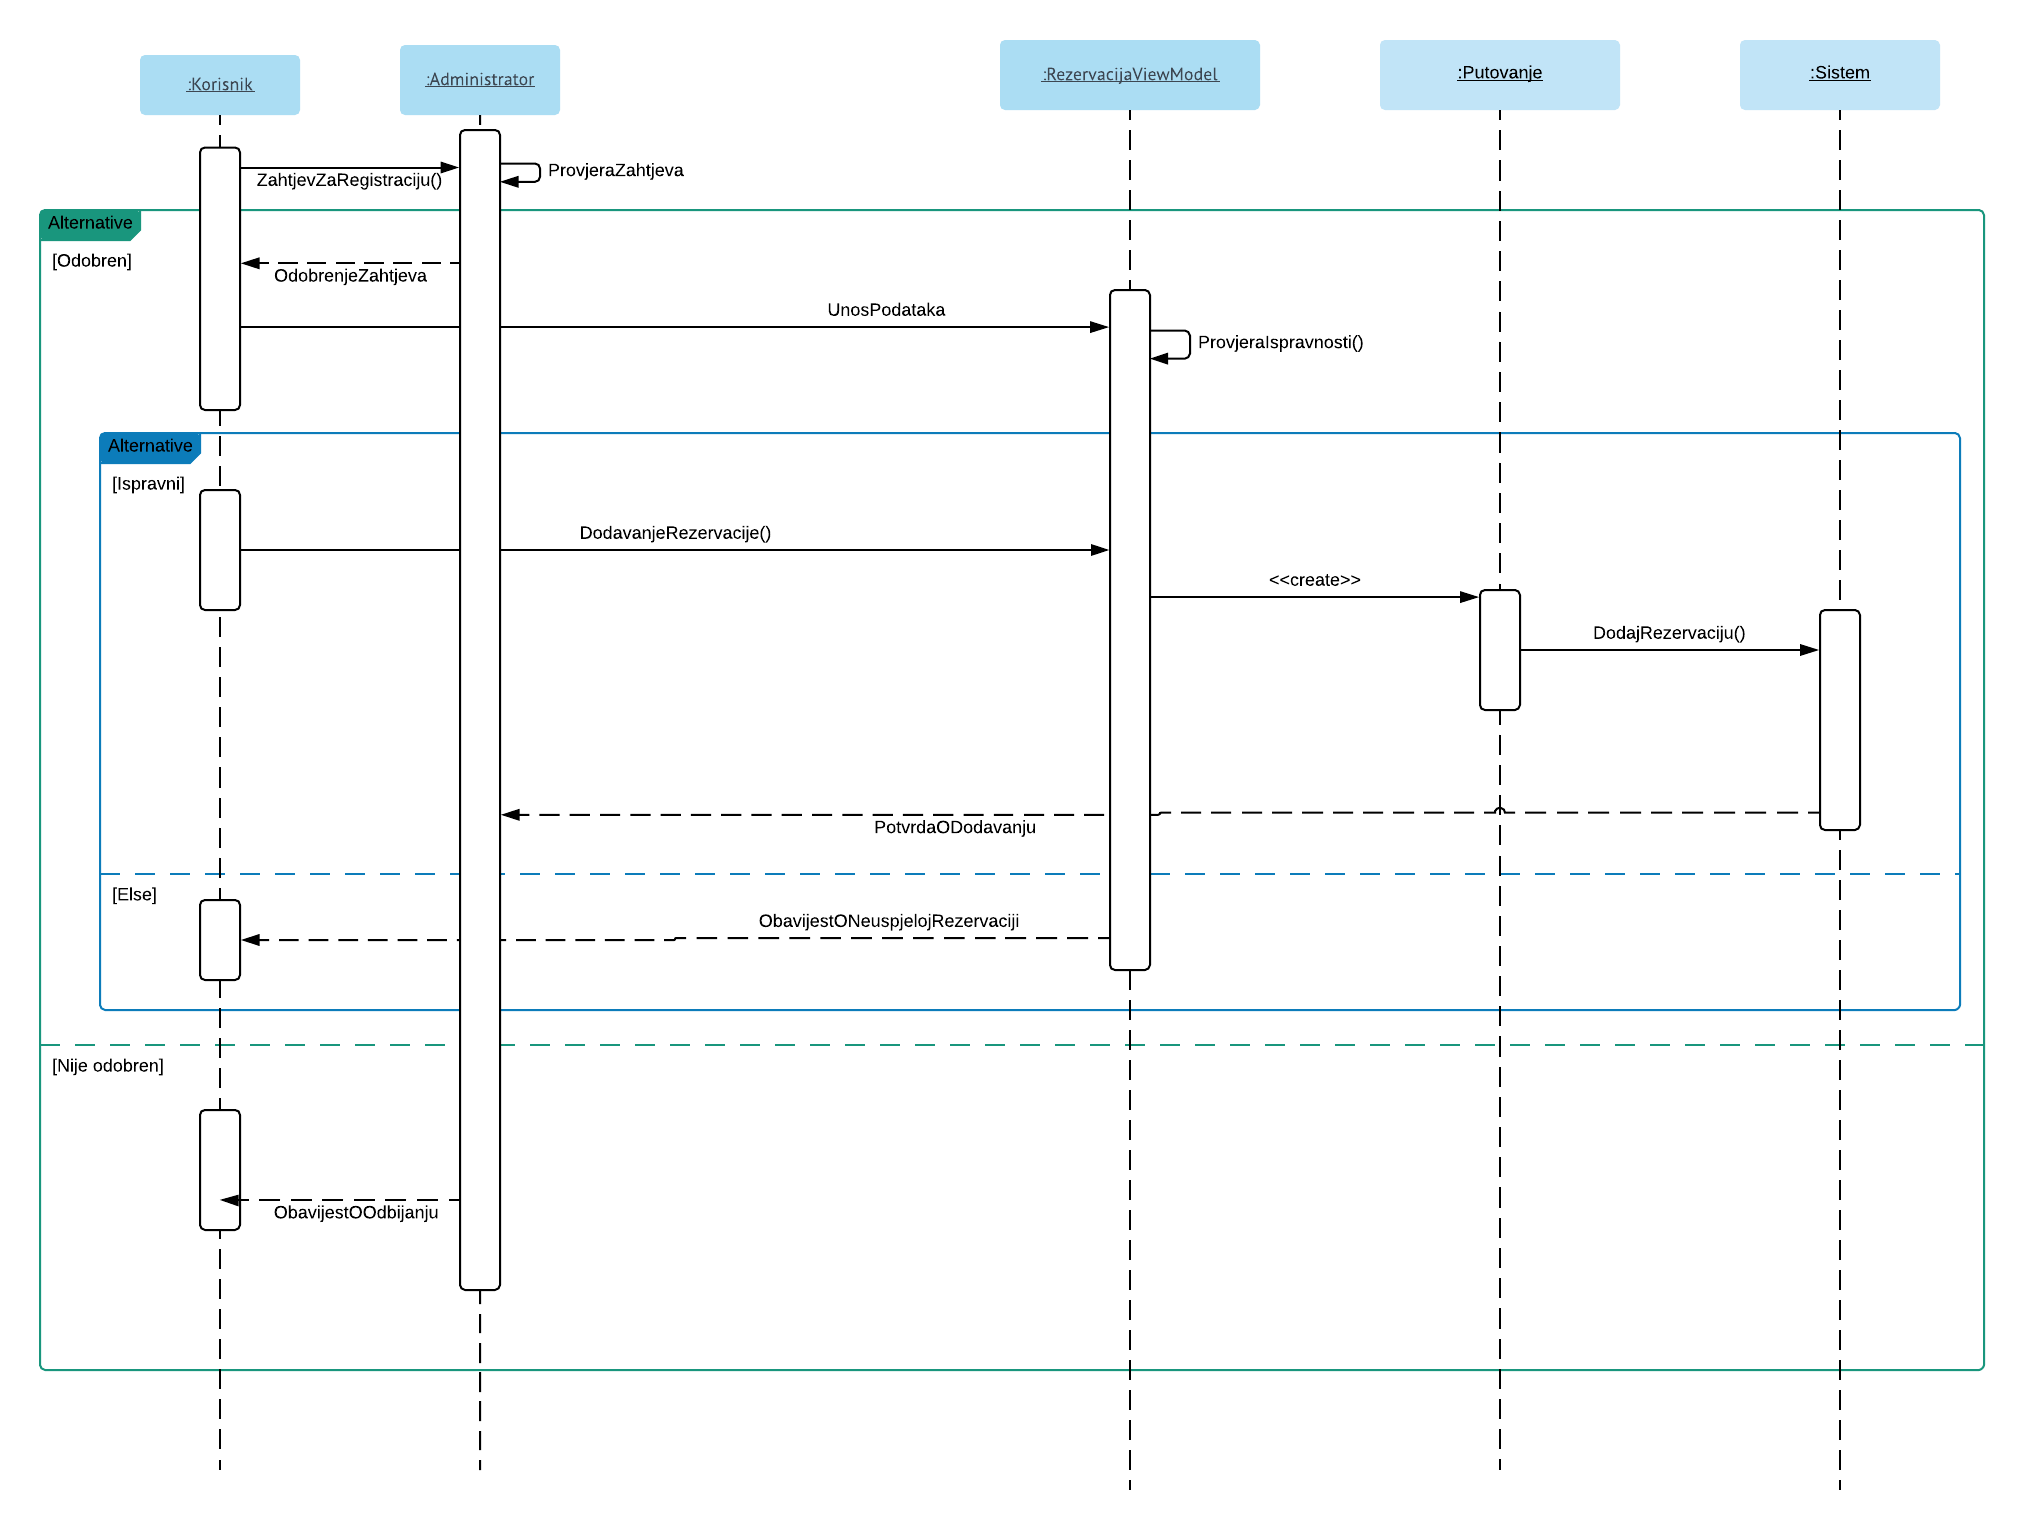 :Korisnik
:Administrator
:RezervacijaViewModel
:Putovanje
:Sistem
ZahtjevZaRegistraciju()
ProvjeraZahtjeva
Alternative
[Odobren]
OdobrenjeZahtjeva
UnosPodataka
ProvjeraIspravnosti()
Alternative
[Ispravni]
DodavanjeRezervacije()
<<create>>
DodajRezervaciju()
PotvrdaODodavanju
[Else]
ObavijestONeuspjelojRezervaciji
[Nije odobren]
ObavijestOOdbijanju